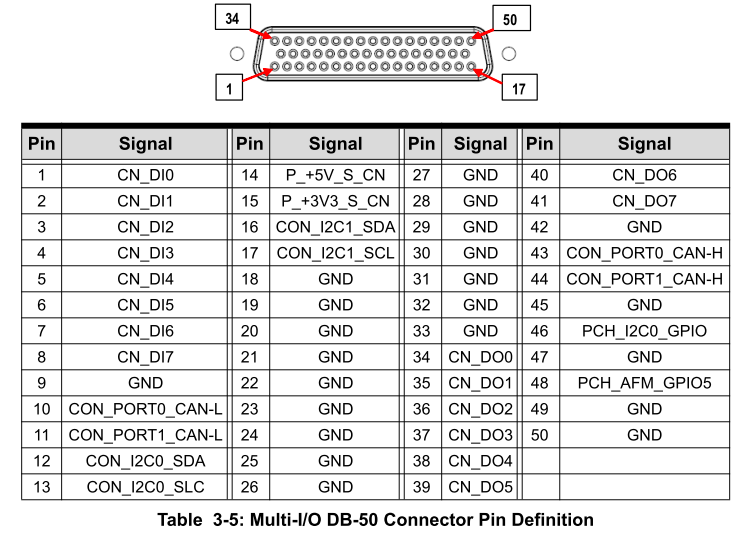 34 50
1 17
Pin Signal Pin Signal Pin Signal Pin Signal
1 CN_DI0 14 P_+5V_S_CN 27 GND 40 CN_DO6
2 CN_DI1 15 P_+3V3_S_CN 28 GND 41 CN_DO7
3 CN_DI2 16 CON_I2C1_SDA 29 GND 42 GND
4 CN_DI3 17 CON_I2C1_SCL 30 GND 43 CON_PORT0_CAN-H
5 CN_DI4 18 GND 31 GND 44 CON_PORT1_CAN-H
6 CN_DI5 19 GND 32 GND 45 GND
7 CN_DI6 20 GND 33 GND 46 PCH_I2C0_GPIO
8 CN_DI7 21 GND 34 CN_DO0 47 GND
9 GND 22 GND 35 CN_DO1 48 PCH_AFM_GPIO5
10 CON_PORT0_CAN-L 23 GND 36 CN_DO2 49 GND
11 CON_PORT1_CAN-L 24 GND 37 CN_DO3 50 GND
12 CON_I2C0_SDA 25 GND 38 CN_DO4
13 CON_I2C0_SLC 26 GND 39 CN_DO5
Table 3-5: Multi-I/O DB-50 Connector Pin Definition